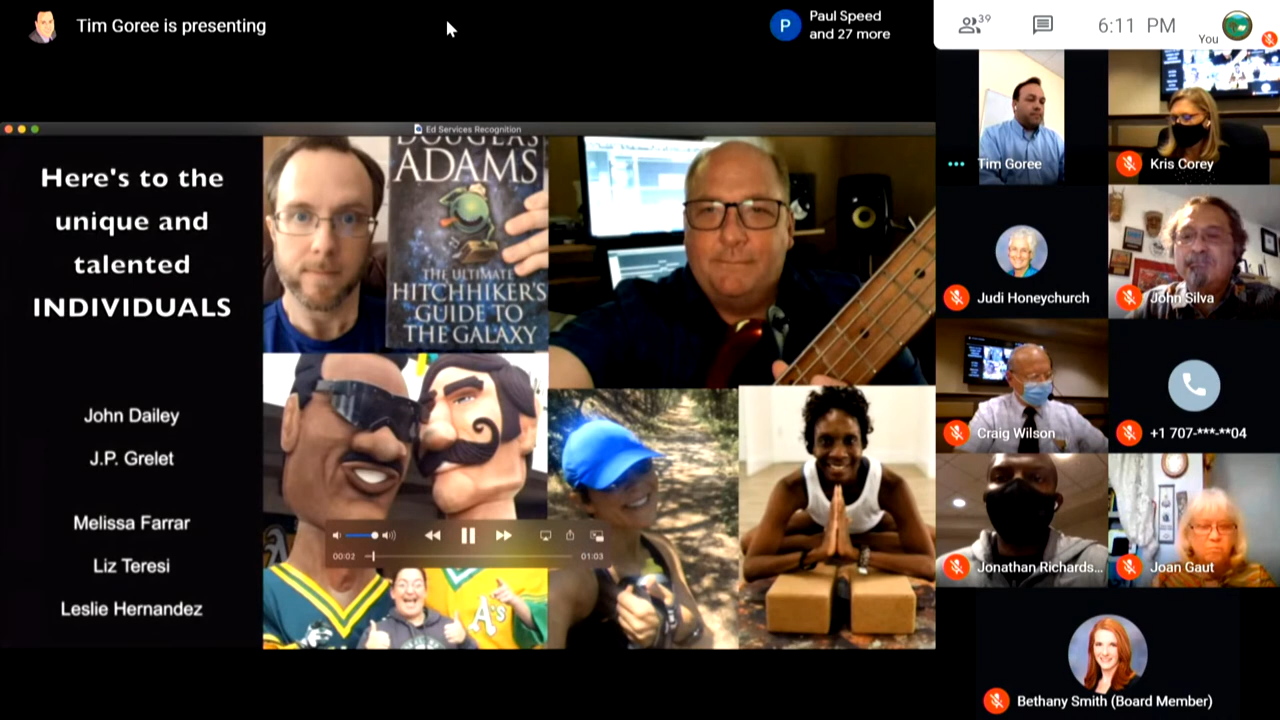 Tim Goree is presenting
P
Paul Speed
and 27 more
39
6:11 PM
You
Ed Services Recognition
Here's to the
unique and
talented
INDIVIDUALS
John Dailey
J.P. Grelet
Melissa Farrar
Liz Teresi
Leslie Hernandez
DOUGLAS
ADAMS
THE ULTIMATE
HITCHHIKER'S
GUIDE TO
THE GALAXY
A's
00:02
01:03
Tim Goree
Kris Corey
Judi Honeychurch
John Silva
Craig Wilson
+1 707-***-**04
Jonathan Richards...
Joan Gaut
Bethany Smith (Board Member)